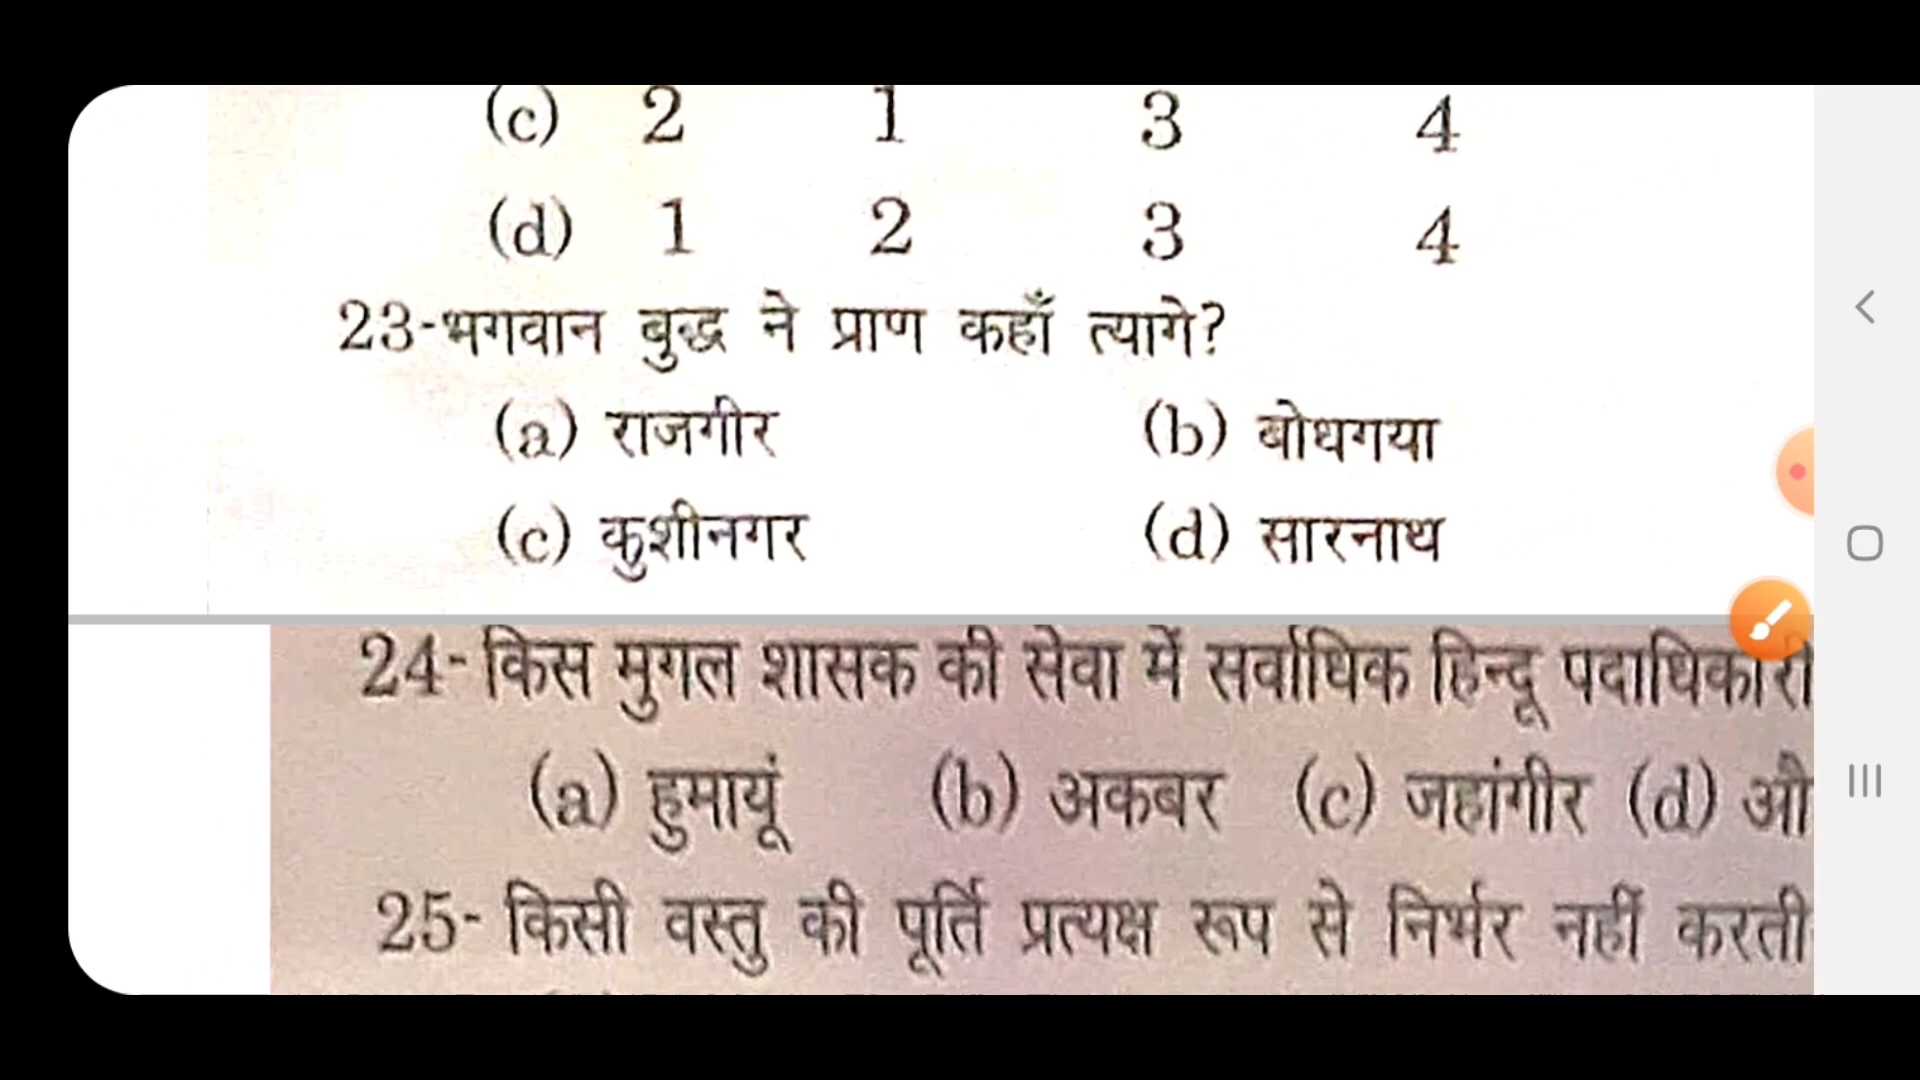 (c) 2 1 3 4
(d) 1 2 3 4
23-भगवान बुद्ध ने प्राण कहाँ त्यागे?
(a) राजगीर (b) बोधगया
(c) कुशीनगर (d) सारनाथ
24- किस मुगल शासक की सेवा में सर्वाधिक हिन्दू पदाधिकारी
(a) हुमायूं (b) अकबर (c) जहांगीर (d) औ
25- किसी वस्तु की पूर्ति प्रत्यक्ष रूप से निर्भर नहीं करती